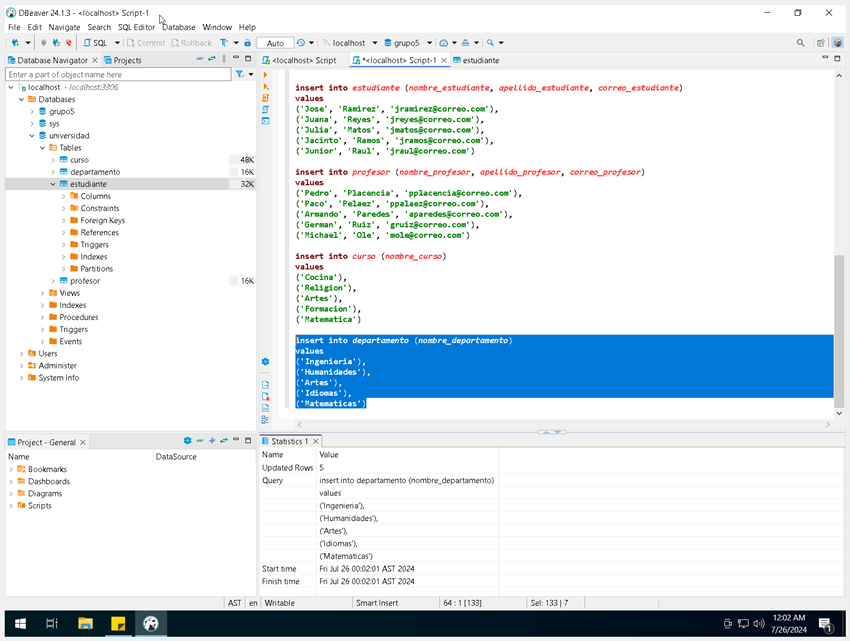 DBeaver 24.1.3 - <localhost> Script-1
File Edit Navigate Search SQL Editor Database Window Help
SQL Commit Rollback Auto localhost grupo5
Database Navigator Projects
<localhost> Script *<localhost> Script-1 estudiante
Enter a part of object name here
localhost - localhost:3306
Databases
grupo5
sys
universidad
Tables
curso 48K
departamento 16K
estudiante 32K
Columns
Constraints
Foreign Keys
References
Triggers
Indexes
Partitions
profesor 16K
Views
Indexes
Procedures
Triggers
Events
Users
Administer
System Info
insert into estudiante (nombre_estudiante, apellido_estudiante, correo_estudiante)
values
('Jose', 'Ramirez', 'jramirez@correo.com'),
('Juana', 'Reyes', 'jreyes@correo.com'),
('Julia', 'Matos', 'jmatos@correo.com'),
('Jacinto', 'Ramos', 'jramos@correo.com'),
('Junior', 'Raul', 'jraul@correo.com')
insert into profesor (nombre_profesor, apellido_profesor, correo_profesor)
values
('Pedro', 'Placencia', 'pplacencia@correo.com'),
('Paco', 'Pelaez', 'ppalaez@correo.com'),
('Armando', 'Paredes', 'aparedes@correo.com'),
('German', 'Ruiz', 'gruiz@correo.com'),
('Michael', 'Ole', 'mole@correo.com')
insert into curso (nombre_curso)
values
('Cocina'),
('Religion'),
('Artes'),
('Formacion'),
('Matematica')
insert into departamento (nombre_departamento)
values
('Ingenieria'),
('Humanidades'),
('Artes'),
('Idiomas'),
('Matematicas')
Project - General
Name DataSource
Bookmarks
Dashboards
Diagrams
Scripts
Statistics 1
Name Value
Updated Rows 5
Query insert into departamento (nombre_departamento)
values
('Ingenieria'),
('Humanidades'),
('Artes'),
('Idiomas'),
('Matematicas')
Start time Fri Jul 26 00:02:01 AST 2024
Finish time Fri Jul 26 00:02:01 AST 2024
AST en Writable Smart Insert 64 : 1 [133] Sel: 133 | 7
12:02 AM
7/26/2024
1